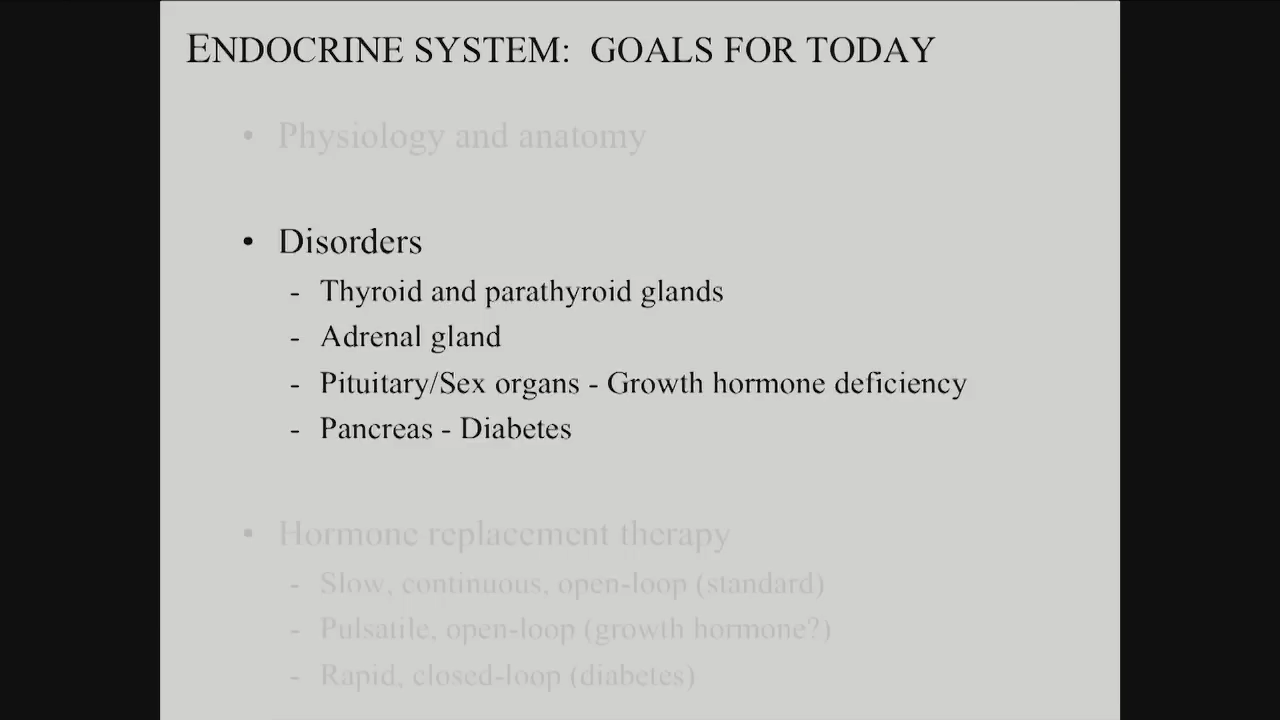 ENDOCRINE SYSTEM: GOALS FOR TODAY
• Physiology and anatomy
• Disorders
- Thyroid and parathyroid glands
- Adrenal gland
- Pituitary/Sex organs - Growth hormone deficiency
- Pancreas - Diabetes
• Hormone replacement therapy
- Slow, continuous, open-loop (standard)
- Pulsatile, open-loop (growth hormone?)
- Rapid, closed-loop (diabetes)